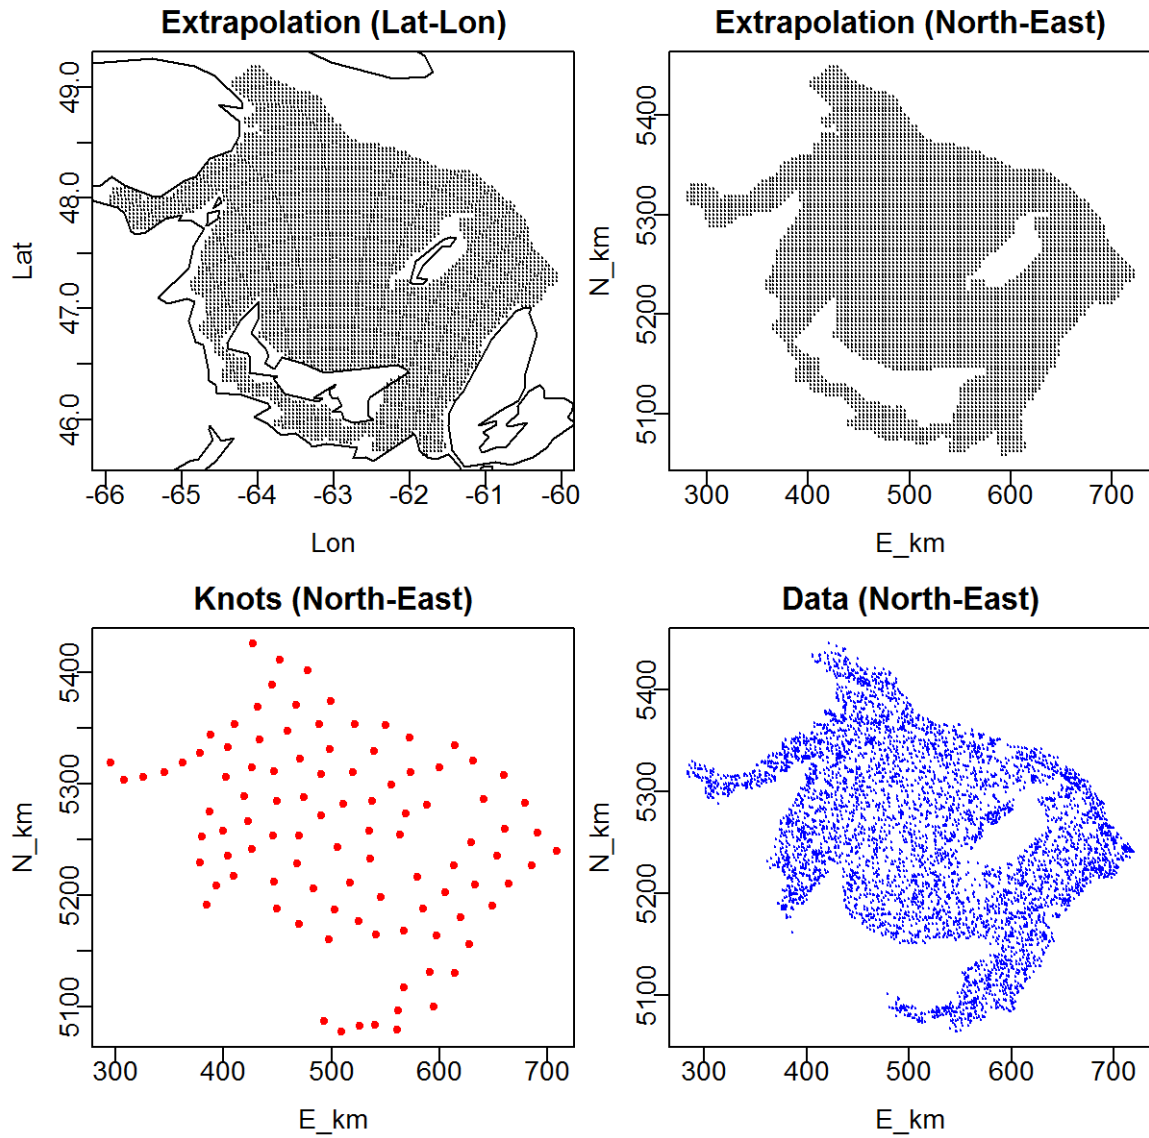 Extrapolation (Lat-Lon)
Lat
49.0
48.0
47.0
46.0
-66 -65 -64 -63 -62 -61 -60
Lon
Extrapolation (North-East)
N_km
5400
5300
5200
5100
300 400 500 600 700
E_km
Knots (North-East)
N_km
5400
5300
5200
5100
300 400 500 600 700
E_km
Data (North-East)
N_km
5400
5300
5200
5100
300 400 500 600 700
E_km